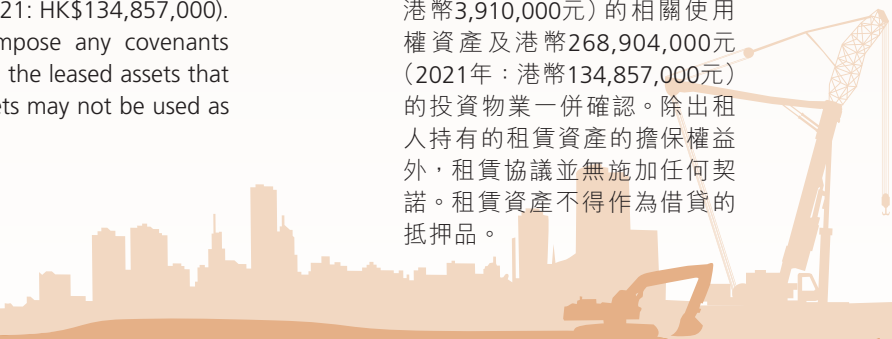 21: HK$134,857,000).
pose any covenants
the leased assets that
ts may not be used as
港幣3,910,000元）的相關使用
權資產及港幣268,904,000元
（2021年：港幣134,857,000元）
的投資物業一併確認。除出租
人持有的租賃資產的擔保權益
外，租賃協議並無施加任何契
諾。租賃資產不得作為借貸的
抵押品。